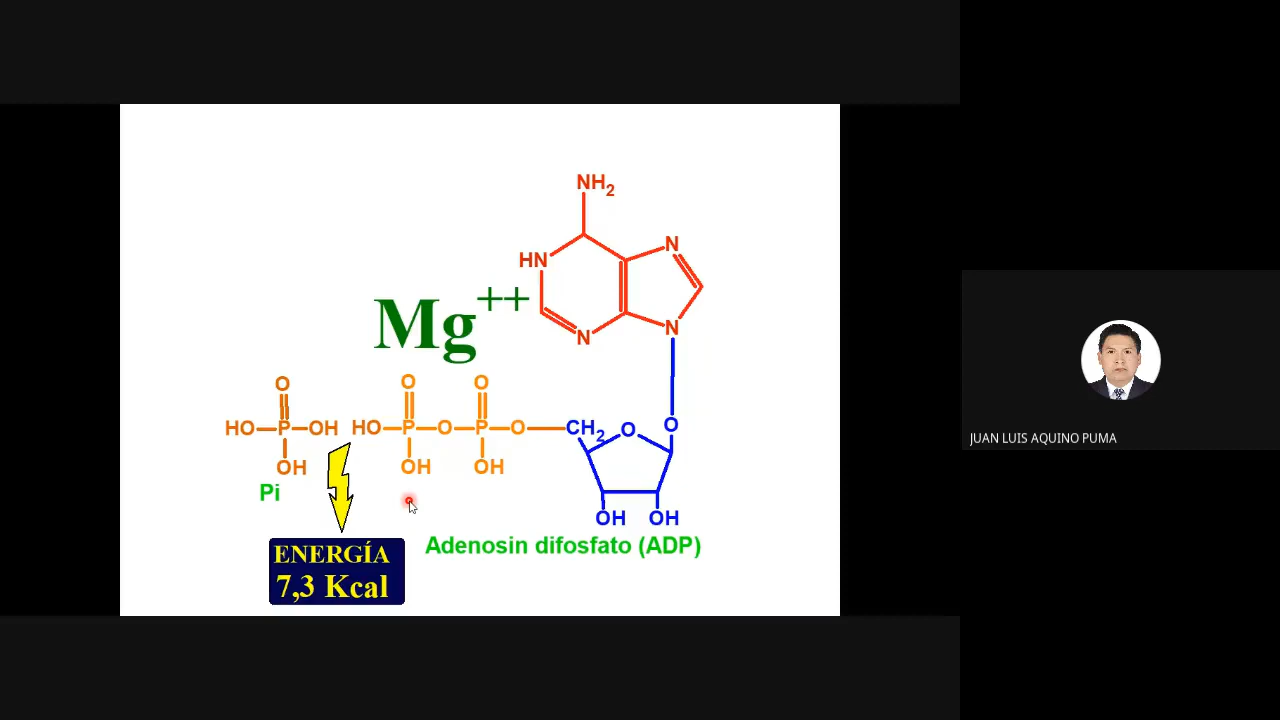 NH2
N
HN
N
N
Mg++
O
O
O
HO P OH
HO P O P O
CH2
O
O
OH
OH
OH
Pi
OH
OH
Adenosin difosfato (ADP)
ENERGÍA
7,3 Kcal
JUAN LUIS AQUINO PUMA